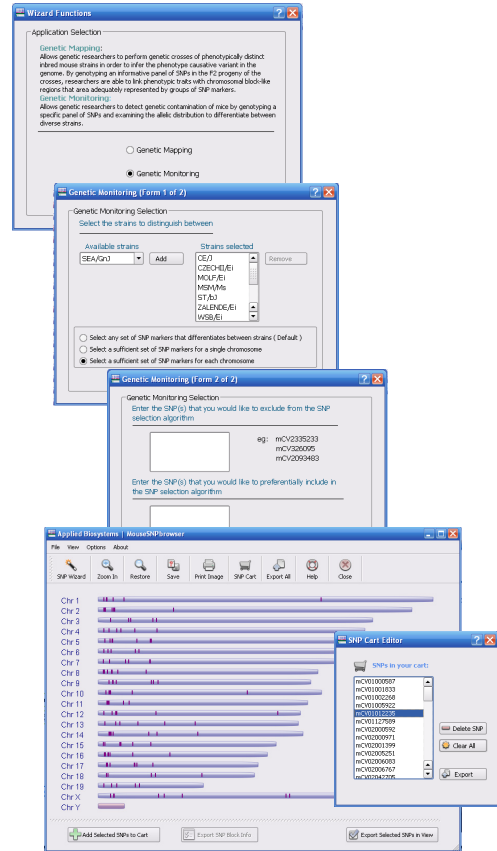 Wizard Functions
Application Selection
Genetic Mapping:
Allows genetic researchers to perform genetic crosses of phenotypically distinct
inbred mouse strains in order to infer the phenotype causative variant in the
genome. By genotyping an informative panel of SNPs in the F2 progeny of the
crosses, researchers are able to link phenotypic traits with chromosomal block-like
regions that area adequately represented by groups of SNP markers.
Genetic Monitoring:
Allows genetic researchers to detect genetic contamination of mice by genotyping a
specific panel of SNPs and examining the allelic distribution to differentiate between
diverse strains.
Genetic Mapping
Genetic Monitoring
Genetic Monitoring (Form 1 of 2)
Genetic Monitoring Selection
Select the strains to distinguish between
Available strains
Strains selected
SEA/GnJ
Add
CE/J
CZECHII/Ei
MOLF/Ei
MSM/Ms
ST/bJ
ZALENDE/Ei
WSB/Ei
Remove
Select any set of SNP markers that differentiates between strains ( Default )
Select a sufficient set of SNP markers for a single chromosome
Select a sufficient set of SNP markers for each chromosome
Genetic Monitoring (Form 2 of 2)
Genetic Monitoring Selection
Enter the SNP(s) that you would like to exclude from the SNP
selection algorithm
eg: mCV2335233
mCV326095
mCV2093483
Enter the SNP(s) that you would like to preferentially include in
the SNP selection algorithm
Applied Biosystems | MouseSNPbrowser
File View Options About
SNP Wizard Zoom In Restore Save Print Image SNP Cart Export All Help Close
Chr 1
Chr 2
Chr 3
Chr 4
Chr 5
Chr 6
Chr 7
Chr 8
Chr 9
Chr 10
Chr 11
Chr 12
Chr 13
Chr 14
Chr 15
Chr 16
Chr 17
Chr 18
Chr 19
Chr X
Chr Y
Add Selected SNPs to Cart
Export SNP Block Info
Export Selected SNPs in View
SNP Cart Editor
SNPs in your cart:
mCV01000587
mCV01001833
mCV01002268
mCV01005922
mCV01012235
mCV01127589
mCV02000592
mCV02000971
mCV02001399
mCV02005251
mCV02006083
mCV02006767
mCV02042705
Delete SNP
Clear All
Export